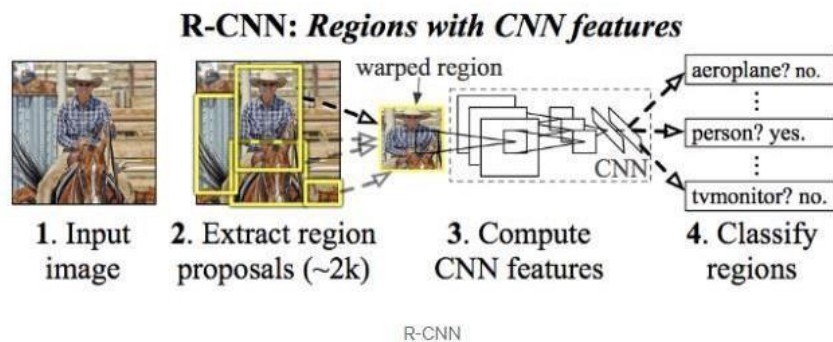 R-CNN: Regions with CNN features
warped region
aeroplane? no.
⋮
person? yes.
⋮
tvmonitor? no.
CNN
1. Input
image
2. Extract region
proposals (~2k)
3. Compute
CNN features
4. Classify
regions
R-CNN